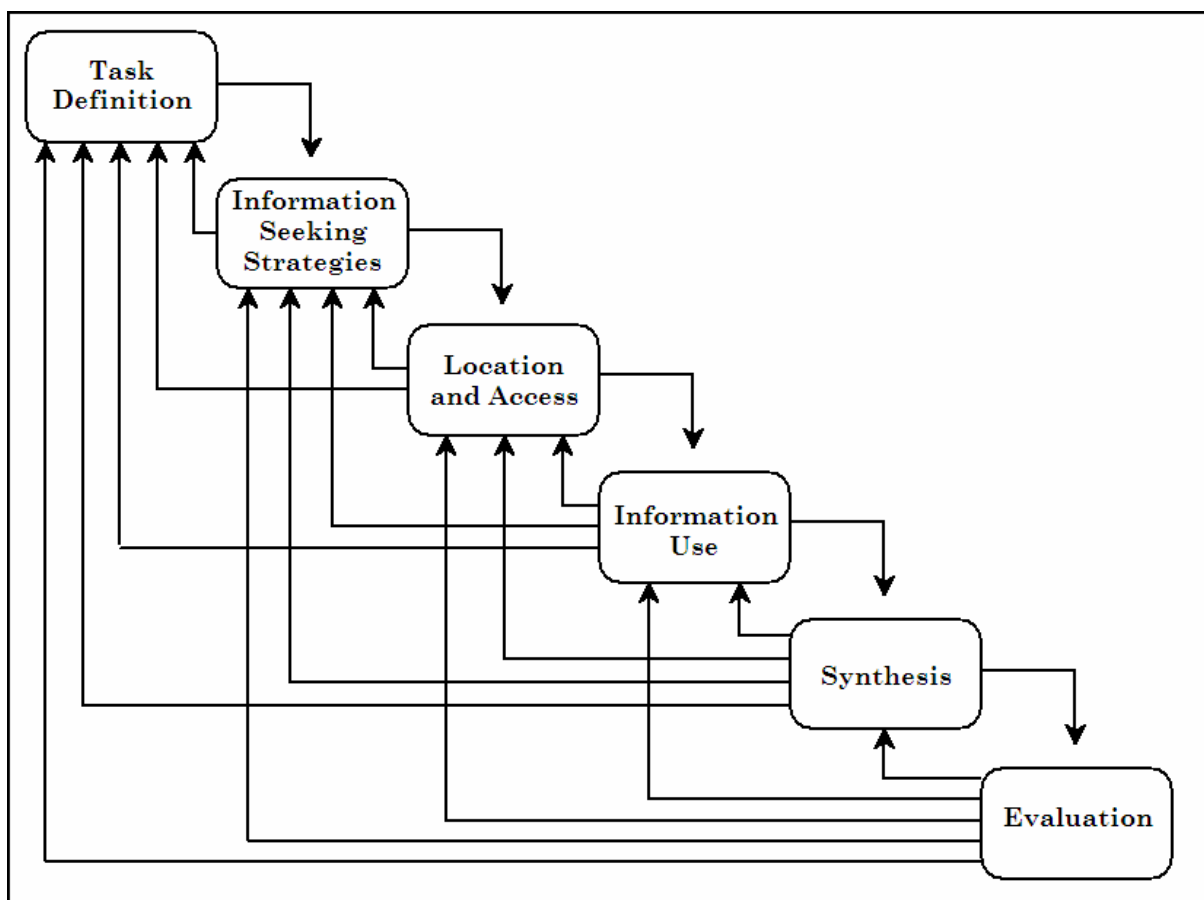 Task
Definition
Information
Seeking
Strategies
Location
and Access
Information
Use
Synthesis
Evaluation